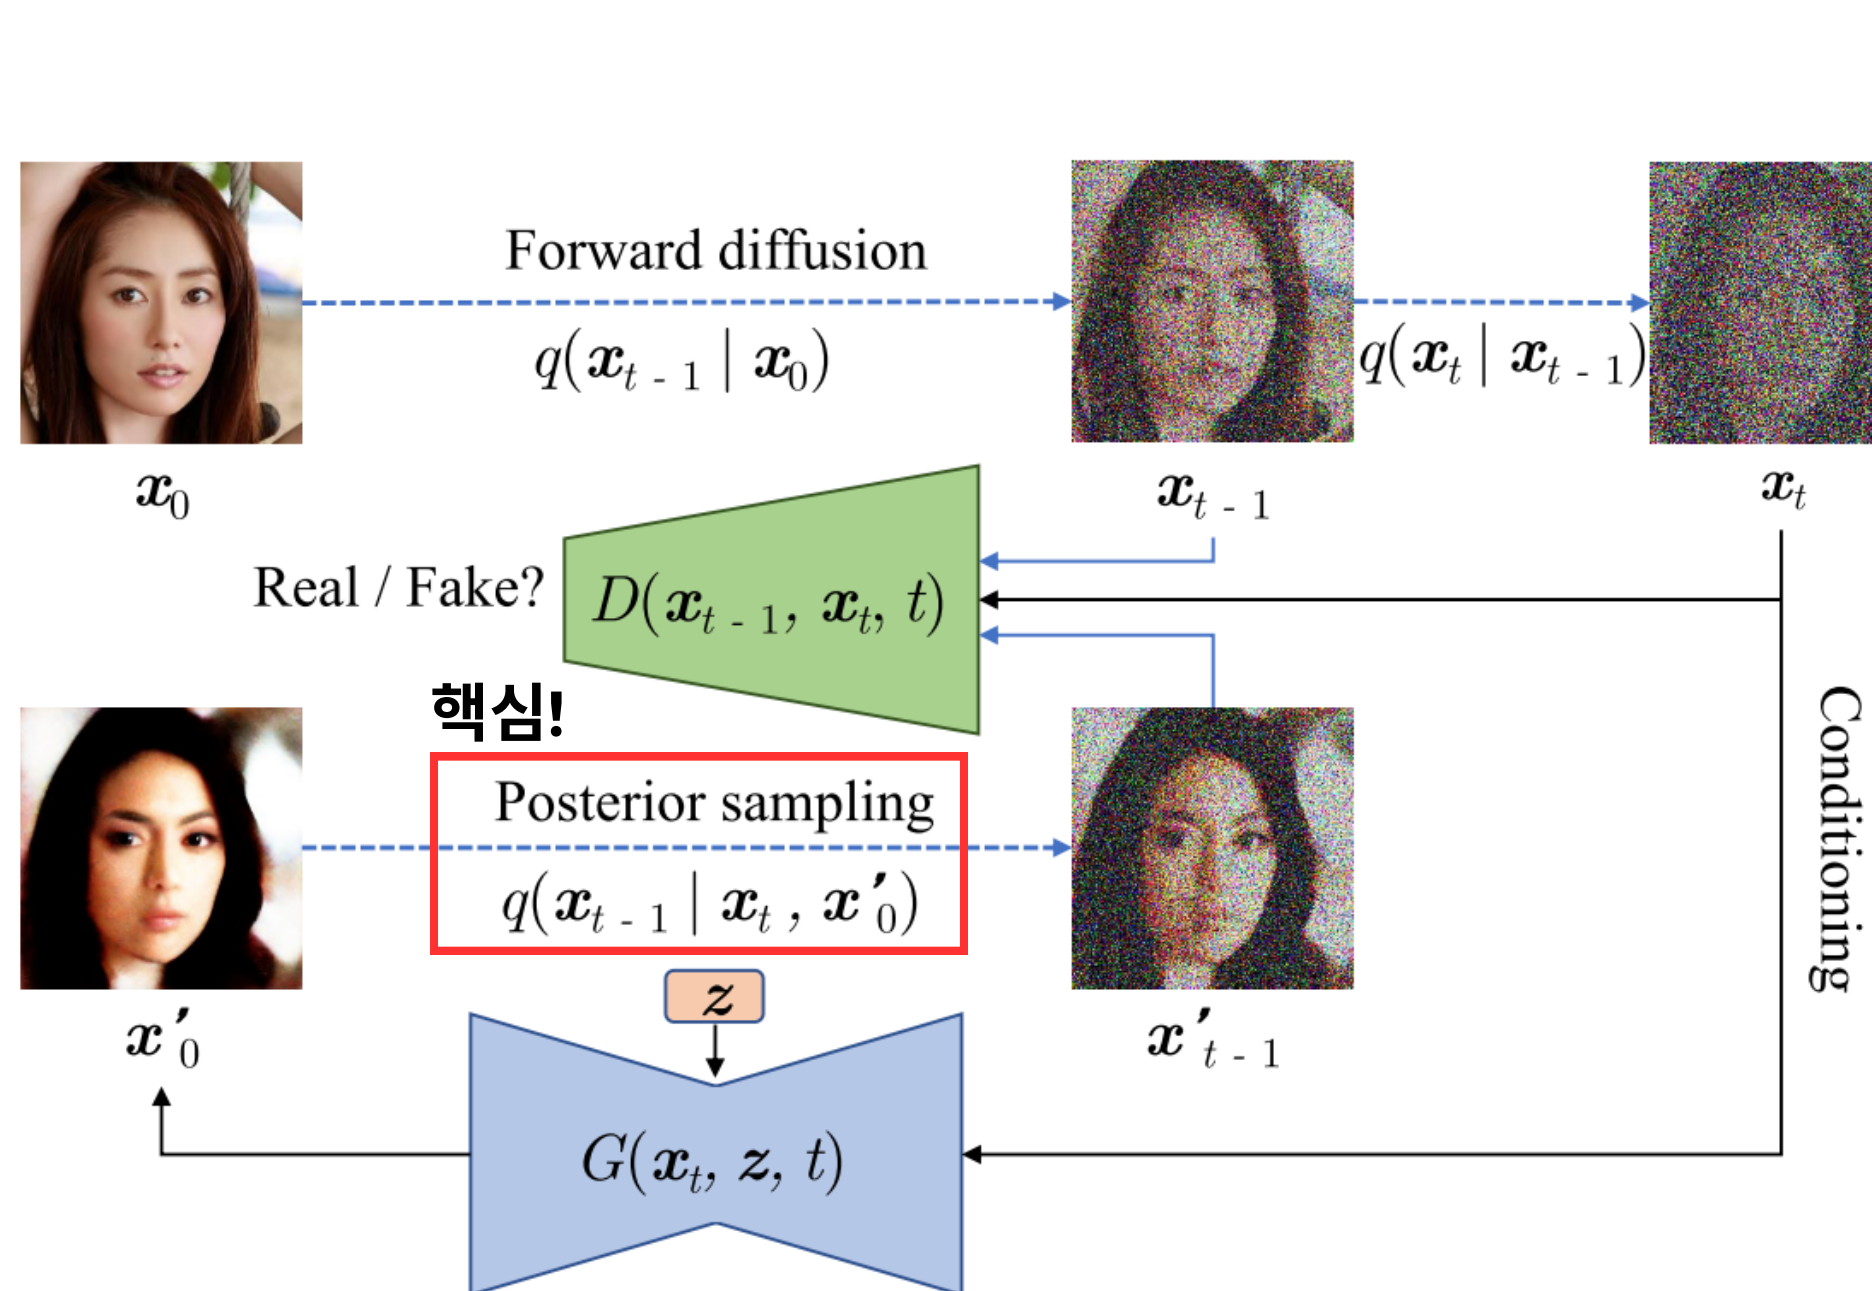 Forward diffusion
q(x_{t - 1} | x_0)
q(x_t | x_{t - 1})
x_0
x_{t - 1}
x_t
Real / Fake?
D(x_{t - 1}, x_t, t)
핵심!
Posterior sampling
q(x_{t - 1} | x_t , x'_0)
Conditioning
z
x'_0
x'_{t - 1}
G(x_t, z, t)